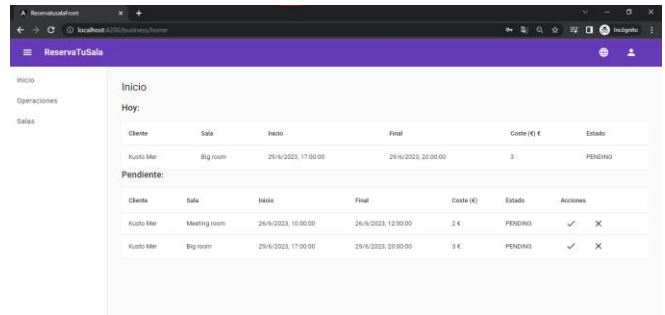 ReservatusalaFront
localhost:4200/business/home
Incógnito
ReservaTuSala
Inicio
Operaciones
Salas
Inicio
Hoy:
Cliente Sala Inicio Final Coste (€) € Estado
Kusto Mer Big room 29/6/2023, 17:00:00 29/6/2023, 20:00:00 3 PENDING
Pendiente:
Cliente Sala Inicio Final Coste (€) Estado Acciones
Kusto Mer Meeting room 26/6/2023, 10:00:00 26/6/2023, 12:00:00 2 € PENDING
Kusto Mer Big room 29/6/2023, 17:00:00 29/6/2023, 20:00:00 3 € PENDING